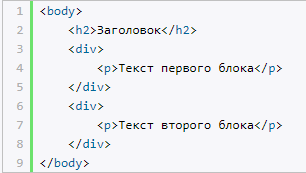 1 <body>
2     <h2>Заголовок</h2>
3     <div>
4         <p>Текст первого блока</p>
5     </div>
6     <div>
7         <p>Текст второго блока</p>
8     </div>
9 </body>